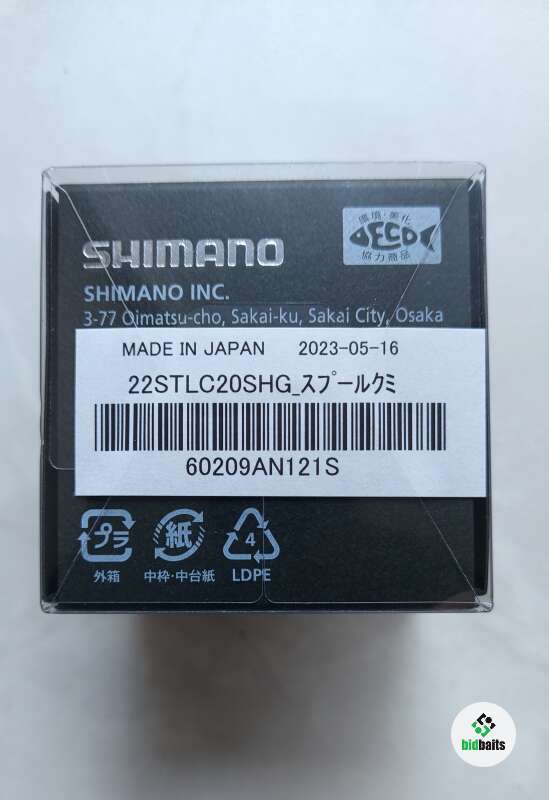 環境・美化
ECO
協力商品
SHIMANO
SHIMANO INC.
3-77 Oimatsu-cho, Sakai-ku, Sakai City, Osaka
MADE IN JAPAN 2023-05-16
22STLC20SHG_スプールクミ
60209AN121S
プラ
紙
4
外箱
中枠・中台紙
LDPE
bidbaits